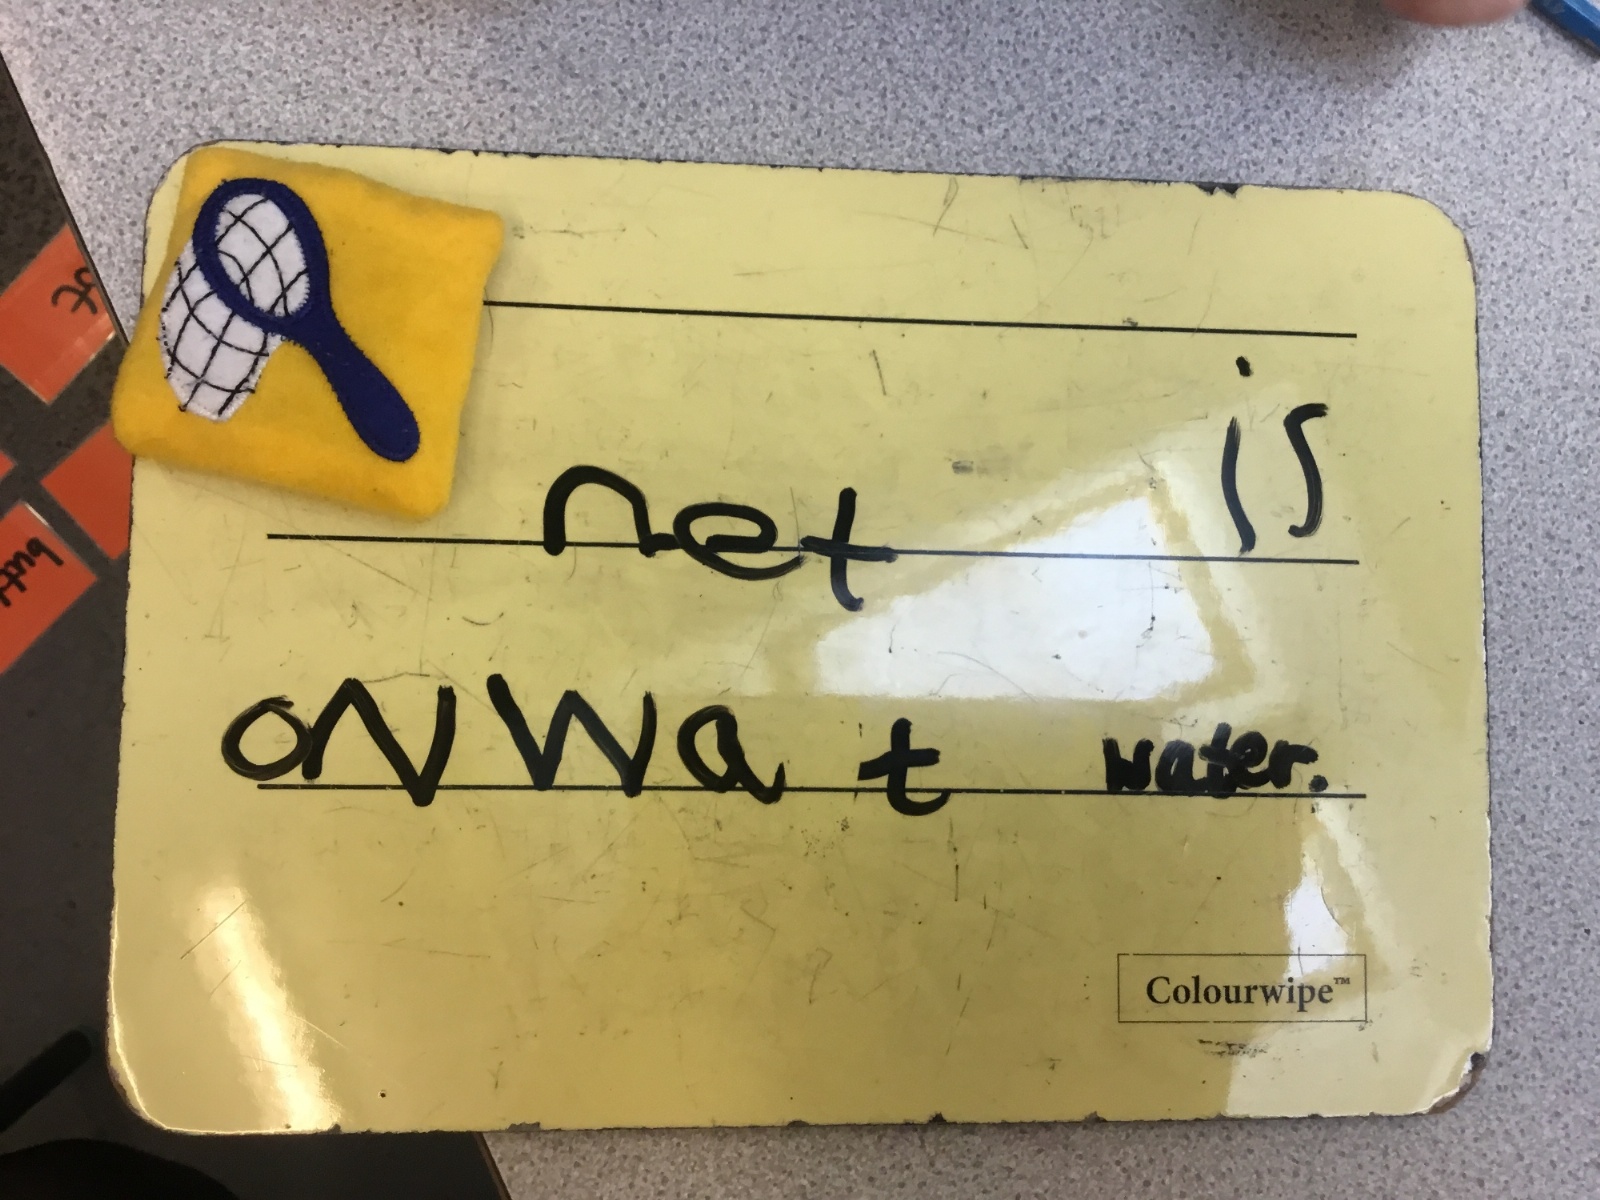 net is
oN Wa t water.
Colourwipe™